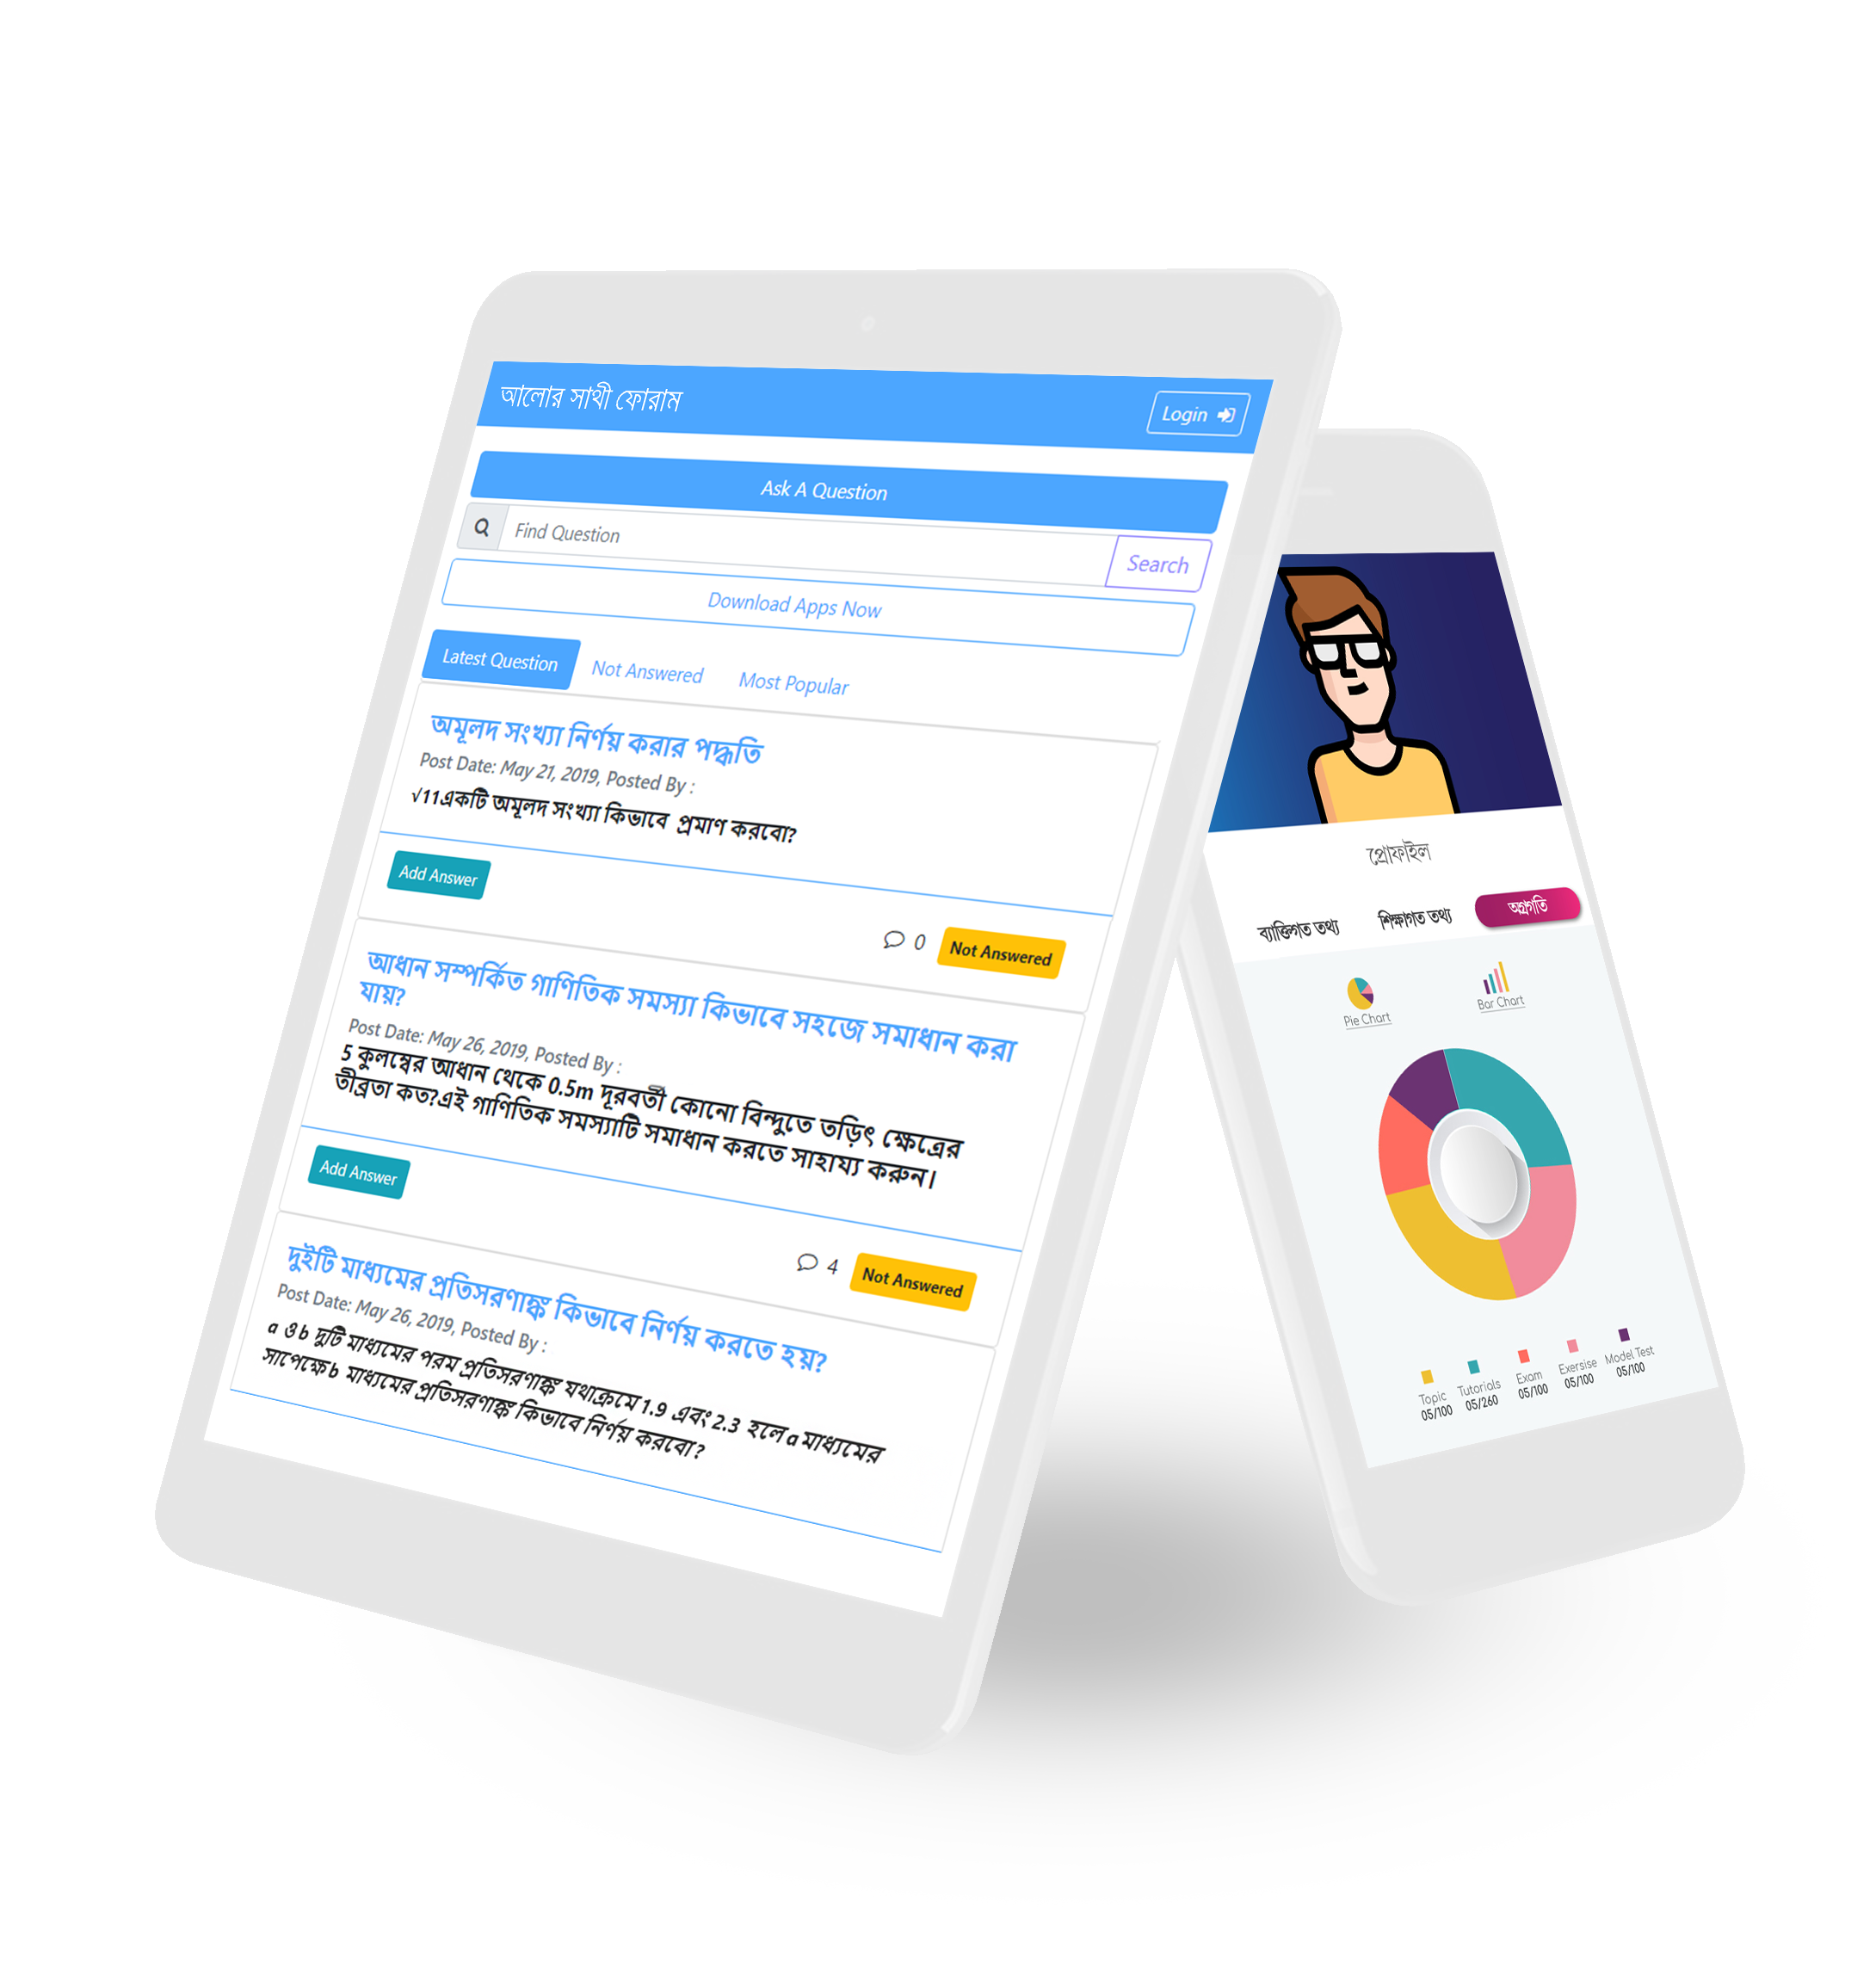 আলোর সাথী ফোরাম
Login
Ask A Question
Find Question
Search
Download Apps Now
Latest Question
Not Answered
Most Popular
অমূলদ সংখ্যা নির্ণয় করার পদ্ধতি
Post Date: May 21, 2019, Posted By :
√11একটি অমূলদ সংখ্যা কিভাবে প্রমাণ করবো?
Add Answer
0
Not Answered
আধান সম্পর্কিত গাণিতিক সমস্যা কিভাবে সহজে সমাধান করা
যায়?
Post Date: May 26, 2019, Posted By :
5 কুলম্বের আধান থেকে 0.5m দূরবর্তী কোনো বিন্দুতে তড়িৎ ক্ষেত্রের
তীব্রতা কত?এই গাণিতিক সমস্যাটি সমাধান করতে সাহায্য করুন।
Add Answer
4
Not Answered
দুইটি মাধ্যমের প্রতিসরণাঙ্ক কিভাবে নির্ণয় করতে হয়?
Post Date: May 26, 2019, Posted By :
a ও b দুটি মাধ্যমের পরম প্রতিসরণাঙ্ক যথাক্রমে 1.9 এবং 2.3 হলে a মাধ্যমের
সাপেক্ষে b মাধ্যমের প্রতিসরণাঙ্ক কিভাবে নির্ণয় করবো?
প্রোফাইল
ব্যাক্তিগত তথ্য
শিক্ষাগত তথ্য
অগ্রগতি
Pie Chart
Bar Chart
Topic
05/100
Tutorials
05/260
Exam
05/100
Exersise
05/100
Model Test
05/100